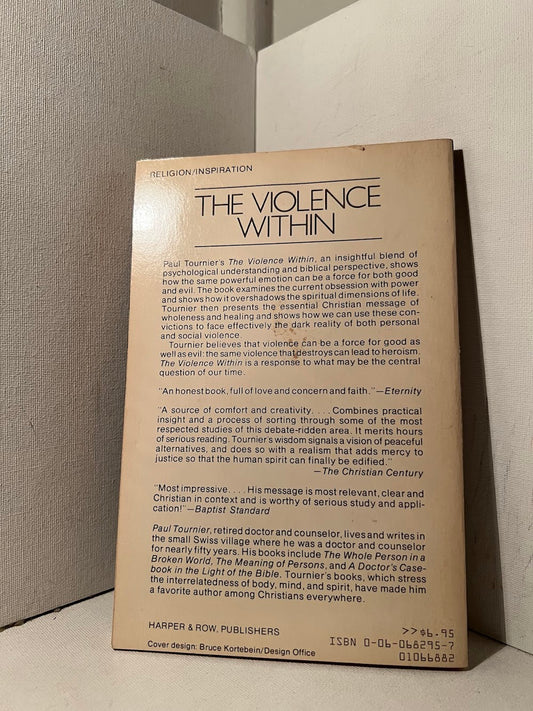 RELIGION/INSPIRATION
THE VIOLENCE
WITHIN
Paul Tournier's The Violence Within, an insightful blend of
psychological understanding and biblical perspective, shows
how the same powerful emotion can be a force for both good
and evil. The book examines the current obsession with power
and shows how it overshadows the spiritual dimensions of life.
Tournier then presents the essential Christian message of
wholeness and healing and shows how we can use these con-
victions to face effectively the dark reality of both personal
and social violence.
Tournier believes that violence can be a force for good as
well as evil: the same violence that destroys can lead to heroism.
The Violence Within is a response to what may be the central
question of our time.
"An honest book, full of love and concern and faith."—Eternity
"A source of comfort and creativity. . . . Combines practical
insight and a process of sorting through some of the most
respected studies of this debate-ridden area. It merits hours
of serious reading. Tournier's wisdom signals a vision of peaceful
alternatives, and does so with a realism that adds mercy to
justice so that the human spirit can finally be edified."
—The Christian Century
"Most impressive. . . . His message is most relevant, clear and
Christian in context and is worthy of serious study and appli-
cation!"—Baptist Standard
Paul Tournier, retired doctor and counselor, lives and writes in
the small Swiss village where he was a doctor and counselor
for nearly fifty years. His books include The Whole Person in a
Broken World, The Meaning of Persons, and A Doctor's Case-
book in the Light of the Bible. Tournier's books, which stress
the interrelatedness of body, mind, and spirit, have made him
a favorite author among Christians everywhere.
HARPER & ROW, PUBLISHERS
Cover design: Bruce Kortebein/Design Office
>>$6.95
ISBN 0-06-068295-7
01066882